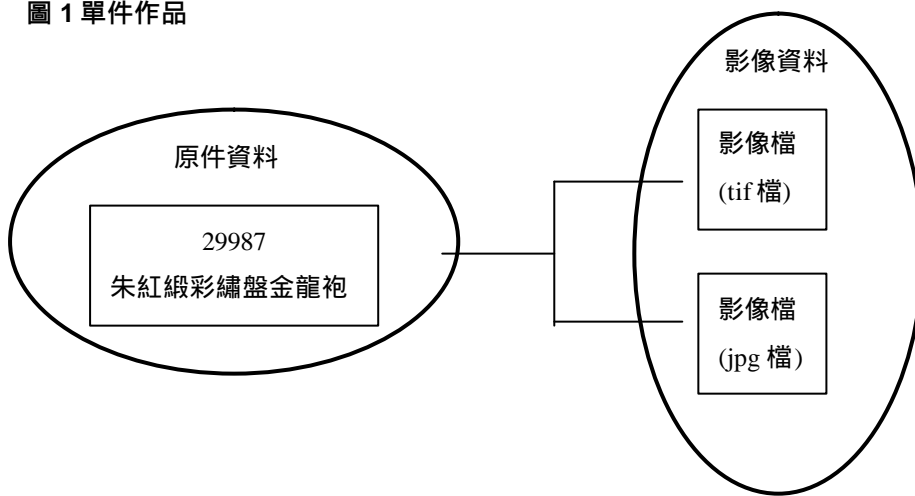 圖 1 單件作品
原件資料
29987
朱紅緞彩繡盤金龍袍
影像資料
影像檔
(tif 檔)
影像檔
(jpg 檔)